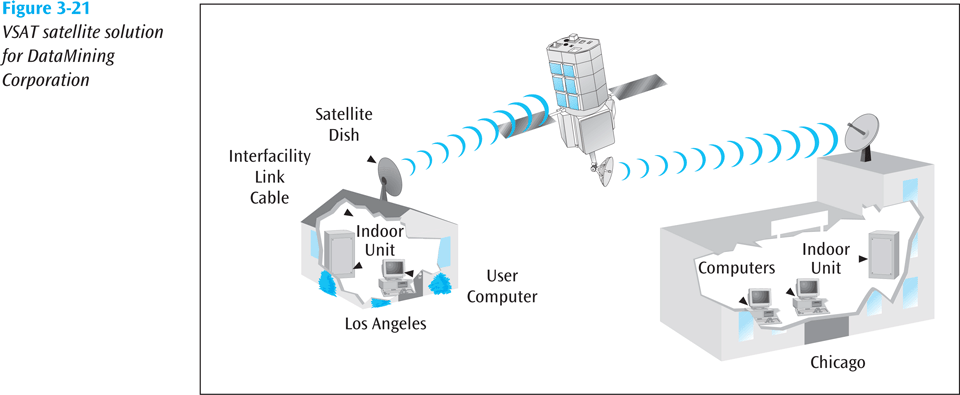 Figure 3-21
VSAT satellite solution
for DataMining
Corporation
Satellite
Dish
Interfacility
Link
Cable
Indoor
Unit
User
Computer
Los Angeles
Computers
Indoor
Unit
Chicago